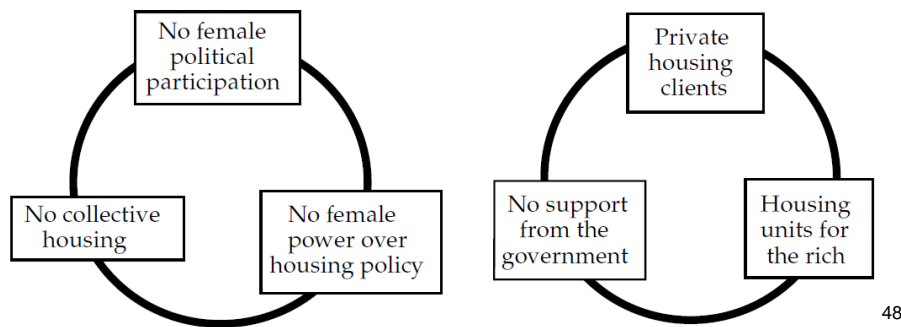 No female
political
participation
No collective
housing
No female
power over
housing policy
Private
housing
clients
No support
from the
government
Housing
units for
the rich
48